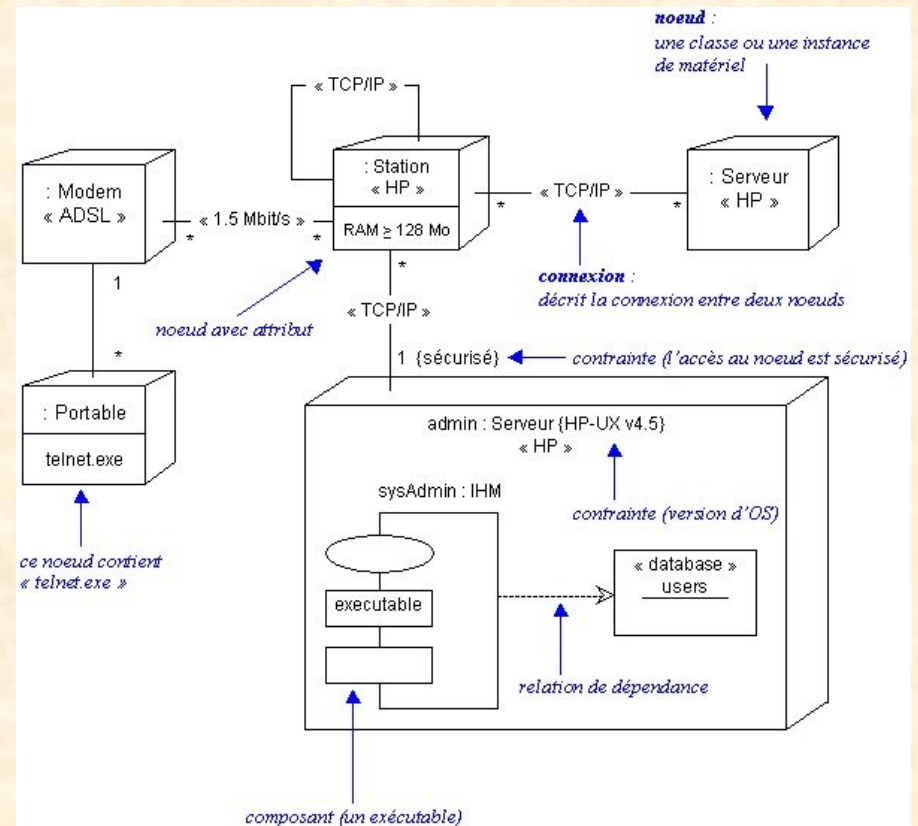 noeud :
une classe ou une instance
de matériel
« TCP/IP »
: Modem
« ADSL »
« 1.5 Mbit/s »
*
*
: Station
« HP »
RAM ≥ 128 Mo
*
« TCP/IP »
*
: Serveur
« HP »
connexion :
décrit la connexion entre deux noeuds
noeud avec attribut
*
« TCP/IP »
1 {sécurisé}
contrainte (l'accès au noeud est sécurisé)
1
*
: Portable
telnet.exe
ce noeud contient
« telnet.exe »
admin : Serveur {HP-UX v4.5}
« HP »
contrainte (version d'OS)
sysAdmin : IHM
executable
« database »
users
relation de dépendance
composant (un exécutable)